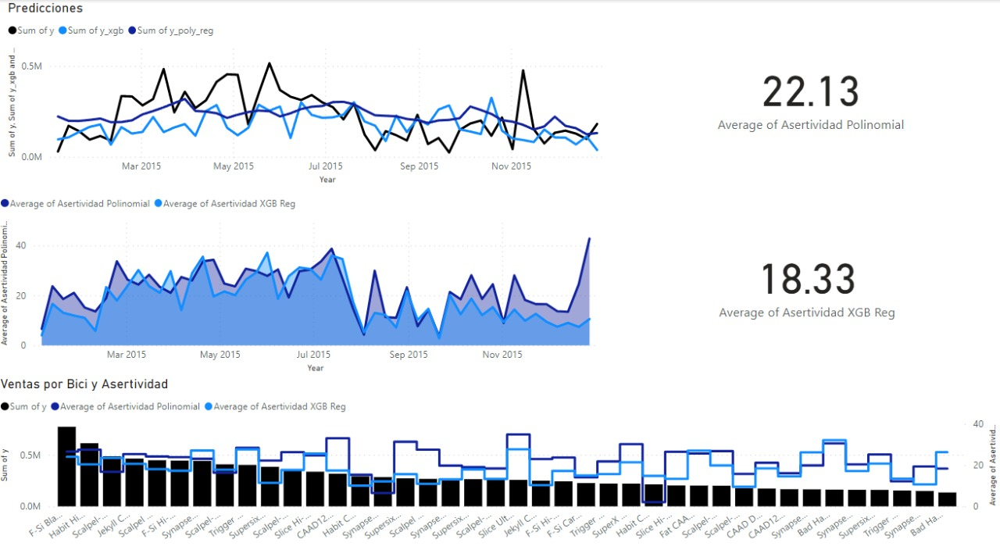 Predicciones
Sum of y Sum of y_xgb Sum of y_poly_reg
Sum of y, Sum of y_xgb and ...
0.5M
0.0M
Mar 2015 May 2015 Jul 2015 Sep 2015 Nov 2015
Year
22.13
Average of Asertividad Polinomial
Average of Asertividad Polinomial Average of Asertividad XGB Reg
Average of Asertividad Polinomi...
40
20
0
Mar 2015 May 2015 Jul 2015 Sep 2015 Nov 2015
Year
18.33
Average of Asertividad XGB Reg
Ventas por Bici y Asertividad
Sum of y Average of Asertividad Polinomial Average of Asertividad XGB Reg
Sum of y
0.5M
0.0M
40
20
0
Average of Asertivid...
F-Si Bla... Habit Hi... Scalpel-... Jekyll C... Scalpel ... F-Si Hi-... Synapse... Scalpel-... Trigger ... Supersix... Slice Hi-... CAAD12... Habit C... Synapse... Supersix... Scalpel ... Synapse... Supersix... Scalpel-... Slice Ult... Jekyll C... F-Si Hi-... F-Si Car... Trigger... SuperX ... Habit C... Slice Hi-... Fat CAA... Scalpel-... Scalpel-... CAAD D... CAAD12... Synapse... Bad Ha... Synapse... Supersix... Trigger ... Synapse... Bad Ha...